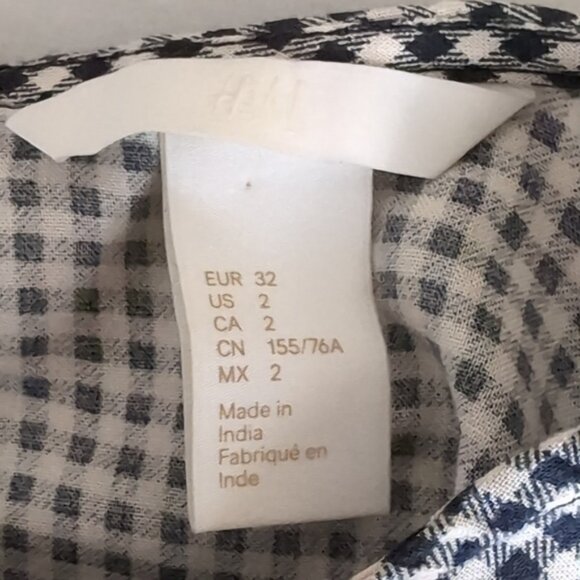 H&M
EUR 32
US 2
CA 2
CN 155/76A
MX 2
Made in
India
Fabriqué en
Inde